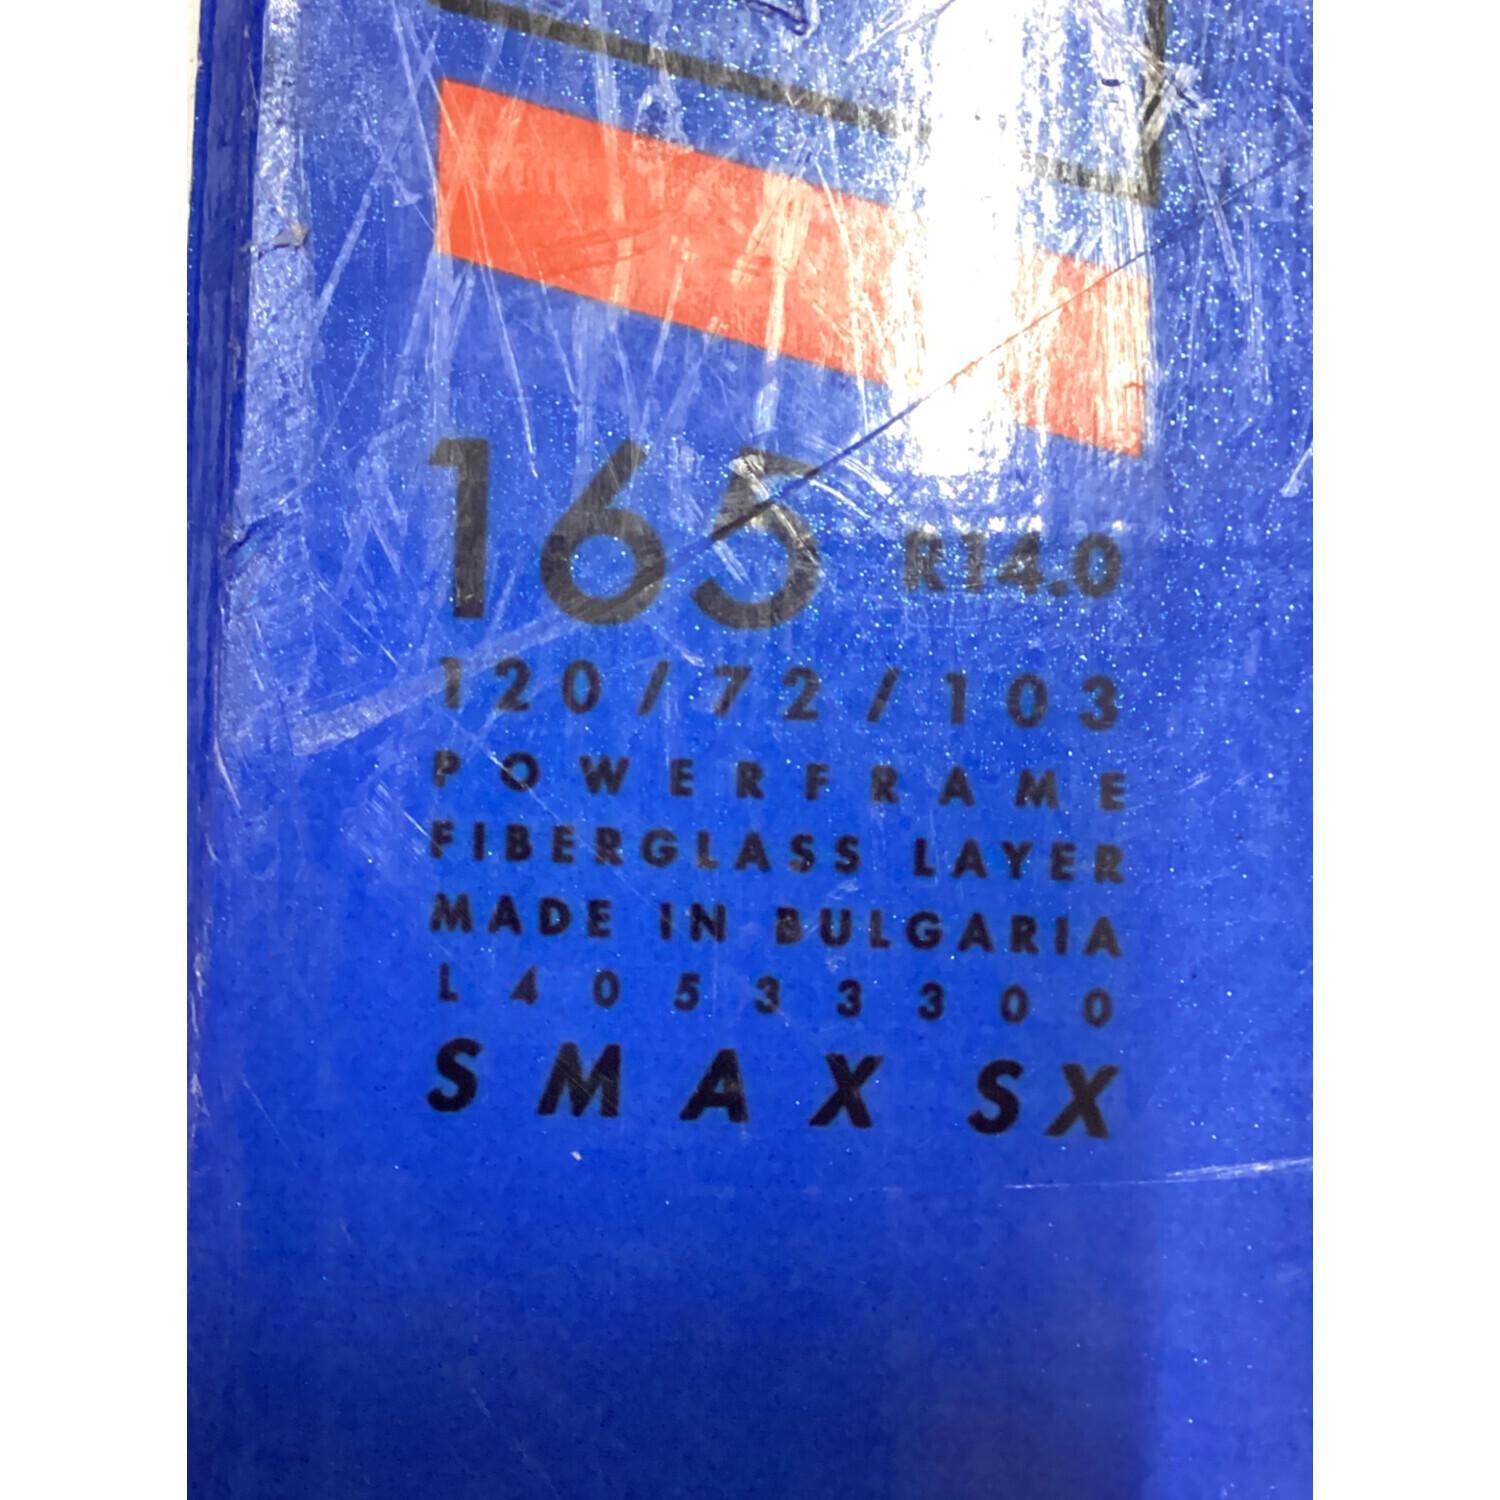 165 R14.0
120/72/103
POWERFRAME
FIBERGLASS LAYER
MADE IN BULGARIA
L40533300
SMAX SX